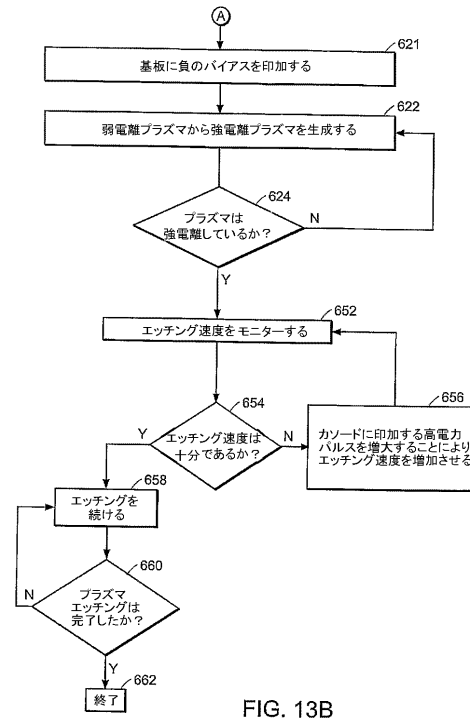 A
621
基板に負のバイアスを印加する
622
弱電離プラズマから強電離プラズマを生成する
624
プラズマは
強電離しているか？
N
Y
652
エッチング速度をモニターする
654
エッチング速度は
十分であるか？
Y
N
656
カソードに印加する高電力
パルスを増大することにより
エッチング速度を増加させる
658
エッチングを
続ける
660
プラズマ
エッチングは
完了したか？
N
Y
662
終了
FIG. 13B